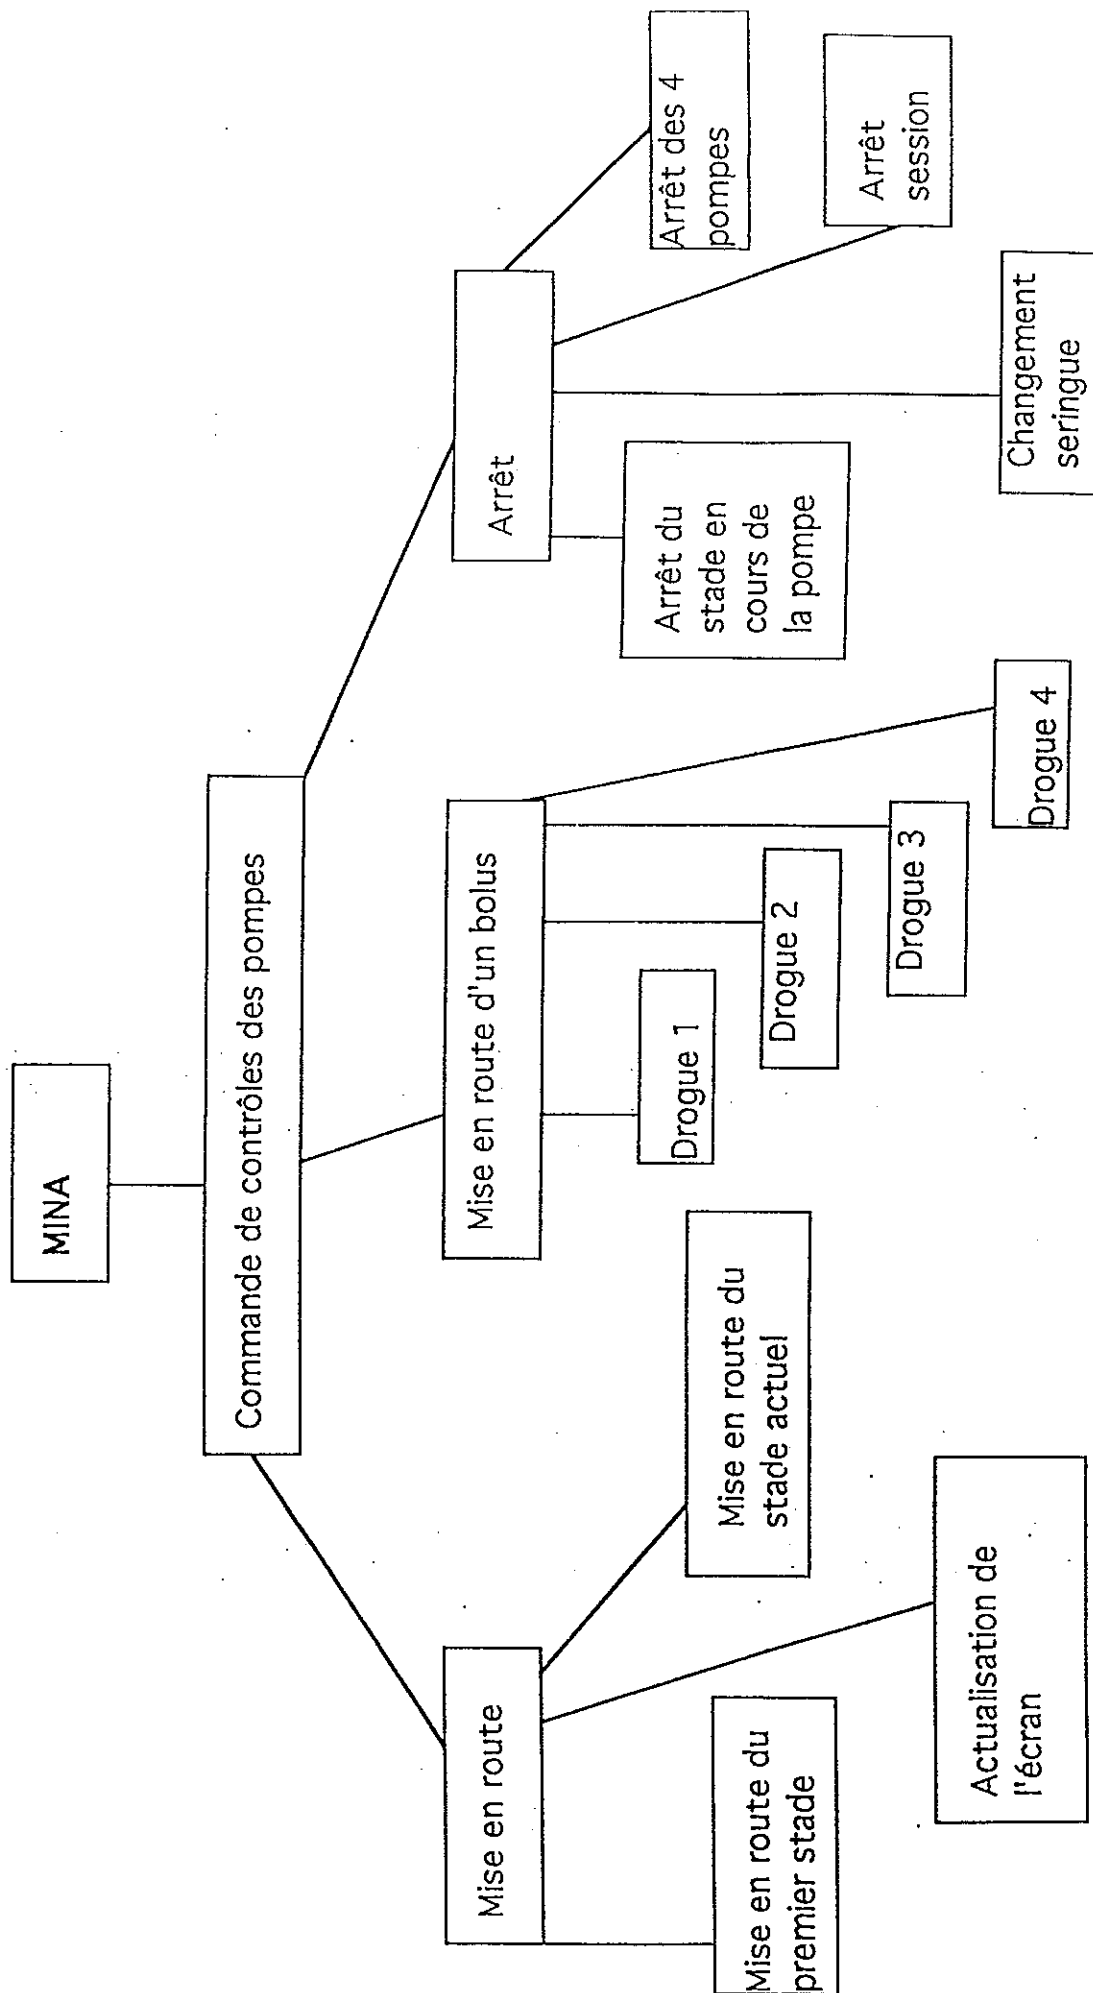 MINA
Commande de contrôles des pompes
Mise en route
Mise en route d'un bolus
Arrêt
Mise en route du
premier stade
Actualisation de
l'écran
Mise en route du
stade actuel
Drogue 1
Drogue 2
Drogue 3
Drogue 4
Arrêt du
stade en
cours de
la pompe
Changement
seringue
Arrêt
session
Arrêt des 4
pompes